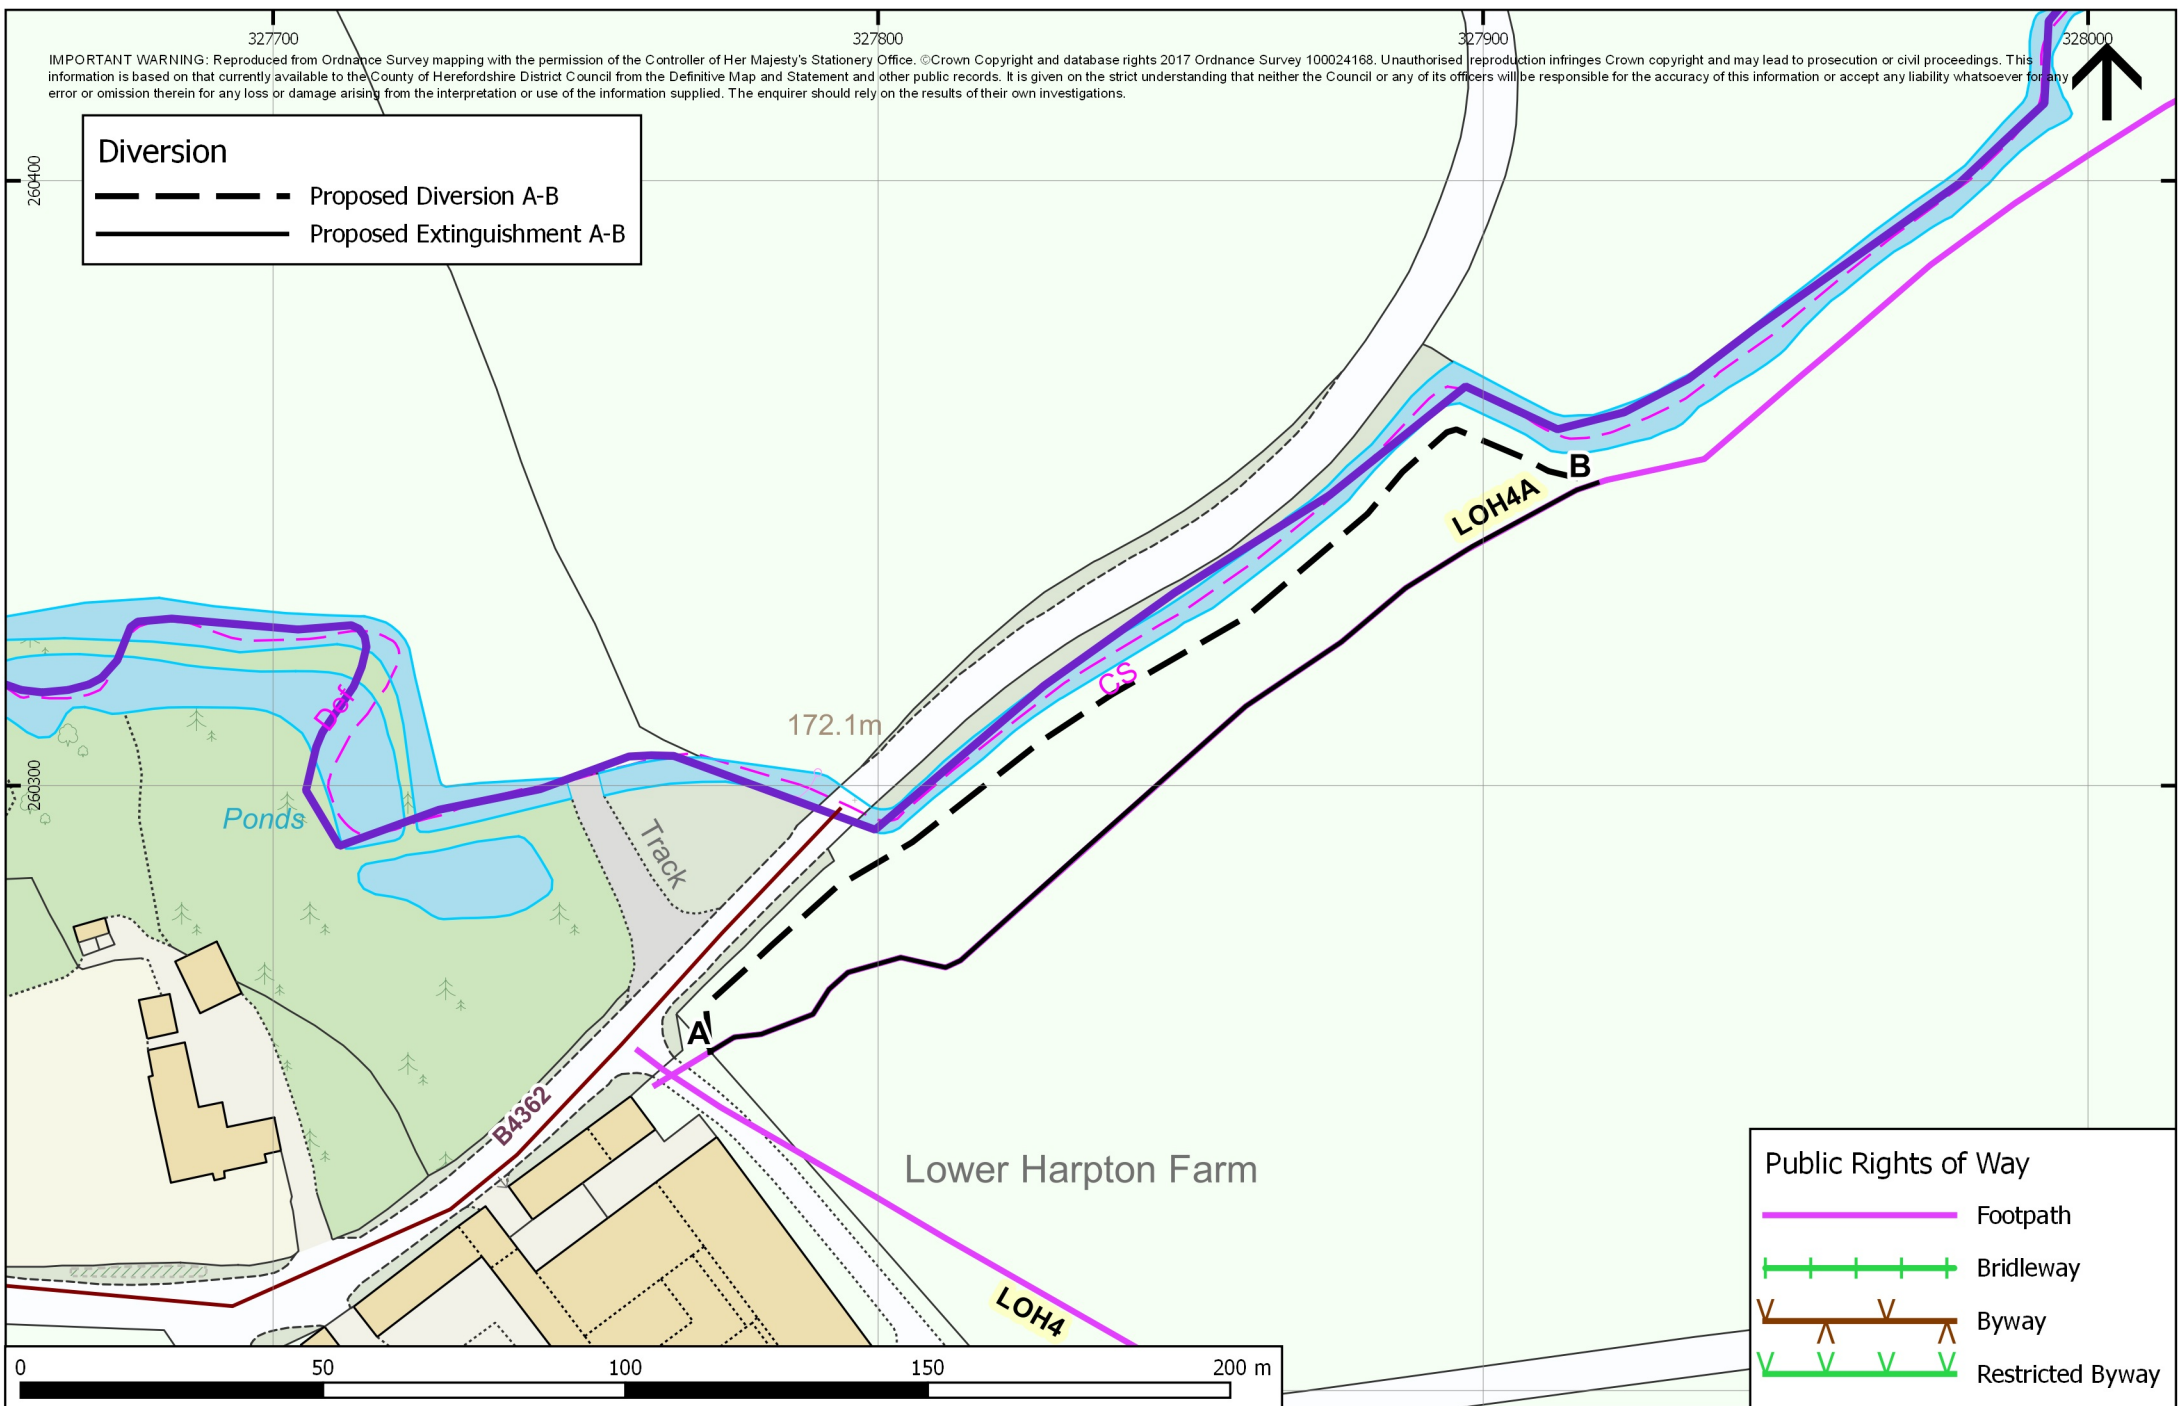 327700
327800
327900
328000
IMPORTANT WARNING: Reproduced from Ordnance Survey mapping with the permission of the Controller of Her Majesty's Stationery Office. ©Crown Copyright and database rights 2017 Ordnance Survey 100024168. Unauthorised reproduction infringes Crown copyright and may lead to prosecution or civil proceedings. This
information is based on that currently available to the County of Herefordshire District Council from the Definitive Map and Statement and other public records. It is given on the strict understanding that neither the Council or any of its officers will be responsible for the accuracy of this information or accept any liability whatsoever for any
error or omission therein for any loss or damage arising from the interpretation or use of the information supplied. The enquirer should rely on the results of their own investigations.
Diversion
Proposed Diversion A-B
Proposed Extinguishment A-B
260400
B
LOH4A
CS
Def
172.1m
260300
Ponds
Track
A
B4362
Lower Harpton Farm
LOH4
Public Rights of Way
Footpath
Bridleway
Byway
Restricted Byway
0 50 100 150 200 m